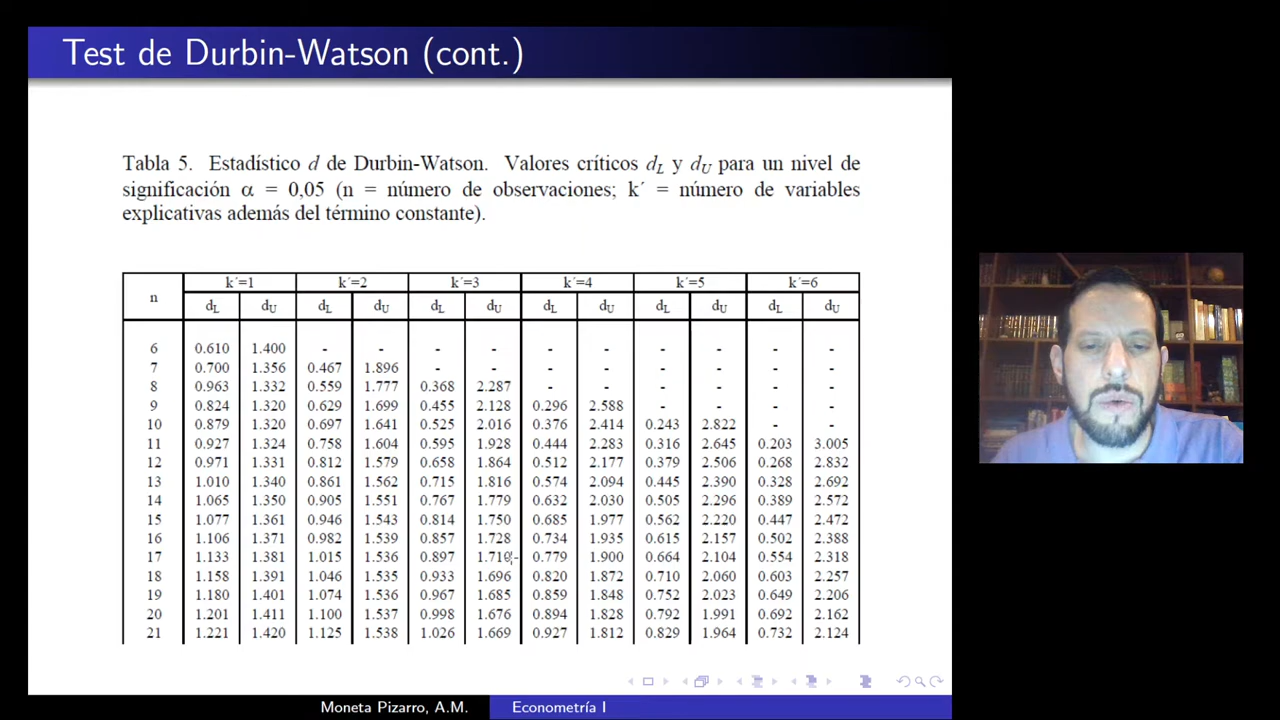 Test de Durbin-Watson (cont.)
Tabla 5. Estadístico d de Durbin-Watson. Valores críticos dL y dU para un nivel de
significación α = 0,05 (n = número de observaciones; k´ = número de variables
explicativas además del término constante).
n k´=1 k´=2 k´=3 k´=4 k´=5 k´=6
dL dU dL dU dL dU dL dU dL dU dL dU
6 0.610 1.400 - - - - - - - - - -
7 0.700 1.356 0.467 1.896 - - - - - - - -
8 0.963 1.332 0.559 1.777 0.368 2.287 - - - - - -
9 0.824 1.320 0.629 1.699 0.455 2.128 0.296 2.588 - - - -
10 0.879 1.320 0.697 1.641 0.525 2.016 0.376 2.414 0.243 2.822 - -
11 0.927 1.324 0.758 1.604 0.595 1.928 0.444 2.283 0.316 2.645 0.203 3.005
12 0.971 1.331 0.812 1.579 0.658 1.864 0.512 2.177 0.379 2.506 0.268 2.832
13 1.010 1.340 0.861 1.562 0.715 1.816 0.574 2.094 0.445 2.390 0.328 2.692
14 1.065 1.350 0.905 1.551 0.767 1.779 0.632 2.030 0.505 2.296 0.389 2.572
15 1.077 1.361 0.946 1.543 0.814 1.750 0.685 1.977 0.562 2.220 0.447 2.472
16 1.106 1.371 0.982 1.539 0.857 1.728 0.734 1.935 0.615 2.157 0.502 2.388
17 1.133 1.381 1.015 1.536 0.897 1.710 0.779 1.900 0.664 2.104 0.554 2.318
18 1.158 1.391 1.046 1.535 0.933 1.696 0.820 1.872 0.710 2.060 0.603 2.257
19 1.180 1.401 1.074 1.536 0.967 1.685 0.859 1.848 0.752 2.023 0.649 2.206
20 1.201 1.411 1.100 1.537 0.998 1.676 0.894 1.828 0.792 1.991 0.692 2.162
21 1.221 1.420 1.125 1.538 1.026 1.669 0.927 1.812 0.829 1.964 0.732 2.124
Moneta Pizarro, A.M. Econometría I